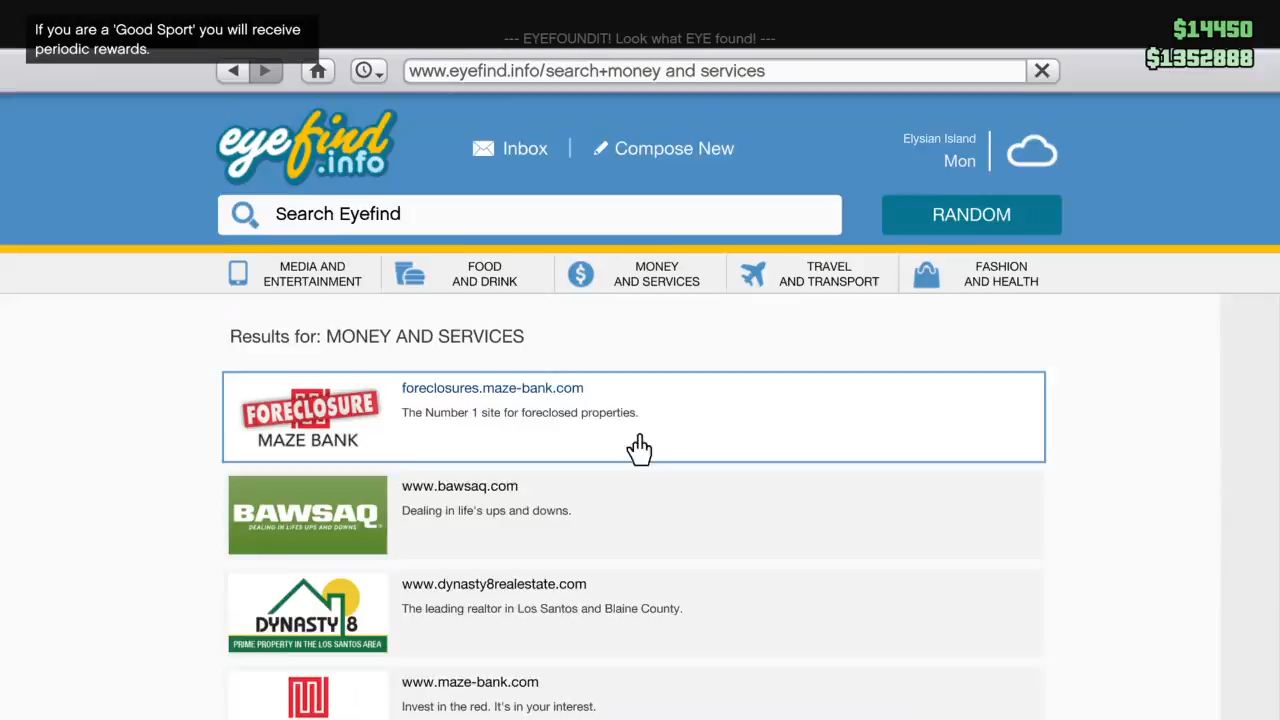 If you are a 'Good Sport' you will receive
periodic rewards.
--- EYEFOUNDIT! Look what EYE found! ---
$14450
$1352888
www.eyefind.info/search+money and services
eyefind
.info
Inbox
Compose New
Elysian Island
Mon
Search Eyefind
RANDOM
MEDIA AND
ENTERTAINMENT
FOOD
AND DRINK
MONEY
AND SERVICES
TRAVEL
AND TRANSPORT
FASHION
AND HEALTH
Results for: MONEY AND SERVICES
FORECLOSURE
MAZE BANK
foreclosures.maze-bank.com
The Number 1 site for foreclosed properties.
BAWSAQ
DEALING IN LIFE'S UPS AND DOWNS
www.bawsaq.com
Dealing in life's ups and downs.
DYNASTY 8
PRIME PROPERTY IN THE LOS SANTOS AREA
www.dynasty8realestate.com
The leading realtor in Los Santos and Blaine County.
www.maze-bank.com
Invest in the red. It's in your interest.